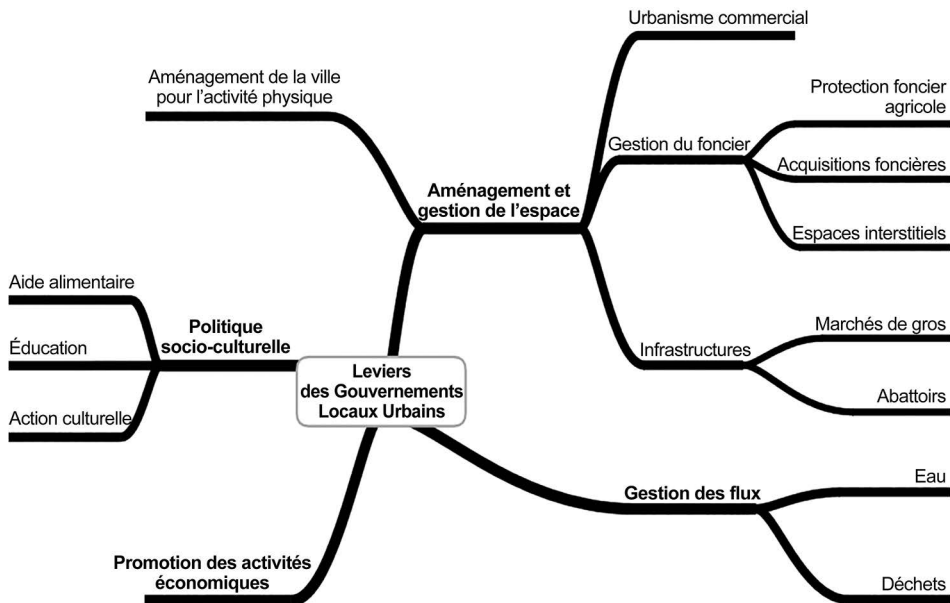 Urbanisme commercial
Aménagement de la ville
pour l’activité physique
Protection foncier
agricole
Gestion du foncier
Acquisitions foncières
Aménagement et
gestion de l’espace
Espaces interstitiels
Aide alimentaire
Politique
socio-culturelle
Éducation
Action culturelle
Leviers
des Gouvernements
Locaux Urbains
Infrastructures
Marchés de gros
Abattoirs
Gestion des flux
Eau
Déchets
Promotion des activités
économiques